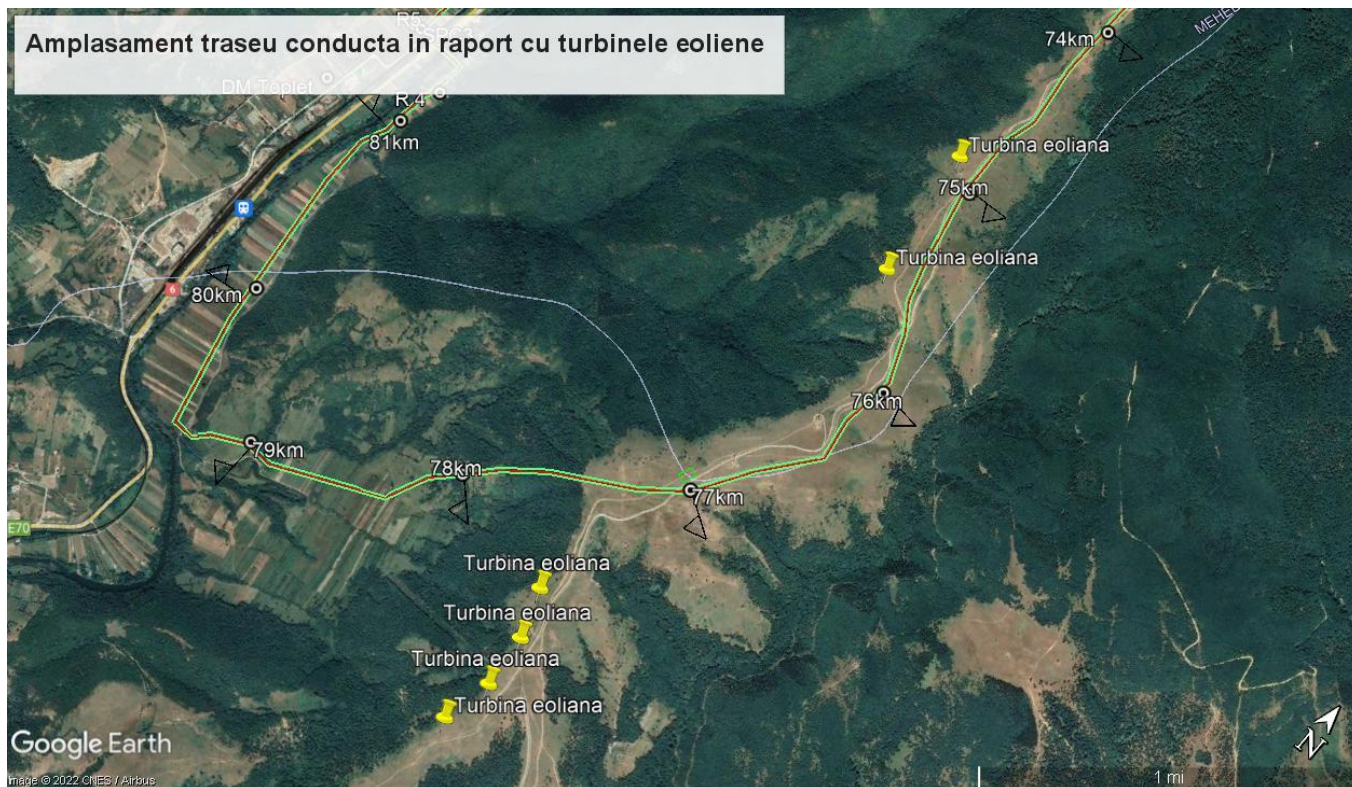 Amplasament traseu conducta in raport cu turbinele eoliene
R5
DM Toplet
R.4
81km
74km
Turbina eoliana
75km
Turbina eoliana
80km
6
76km
79km
78km
77km
E70
Turbina eoliana
Turbina eoliana
Turbina eoliana
Turbina eoliana
Google Earth
N
Image © 2022 CNES / Airbus
1 mi